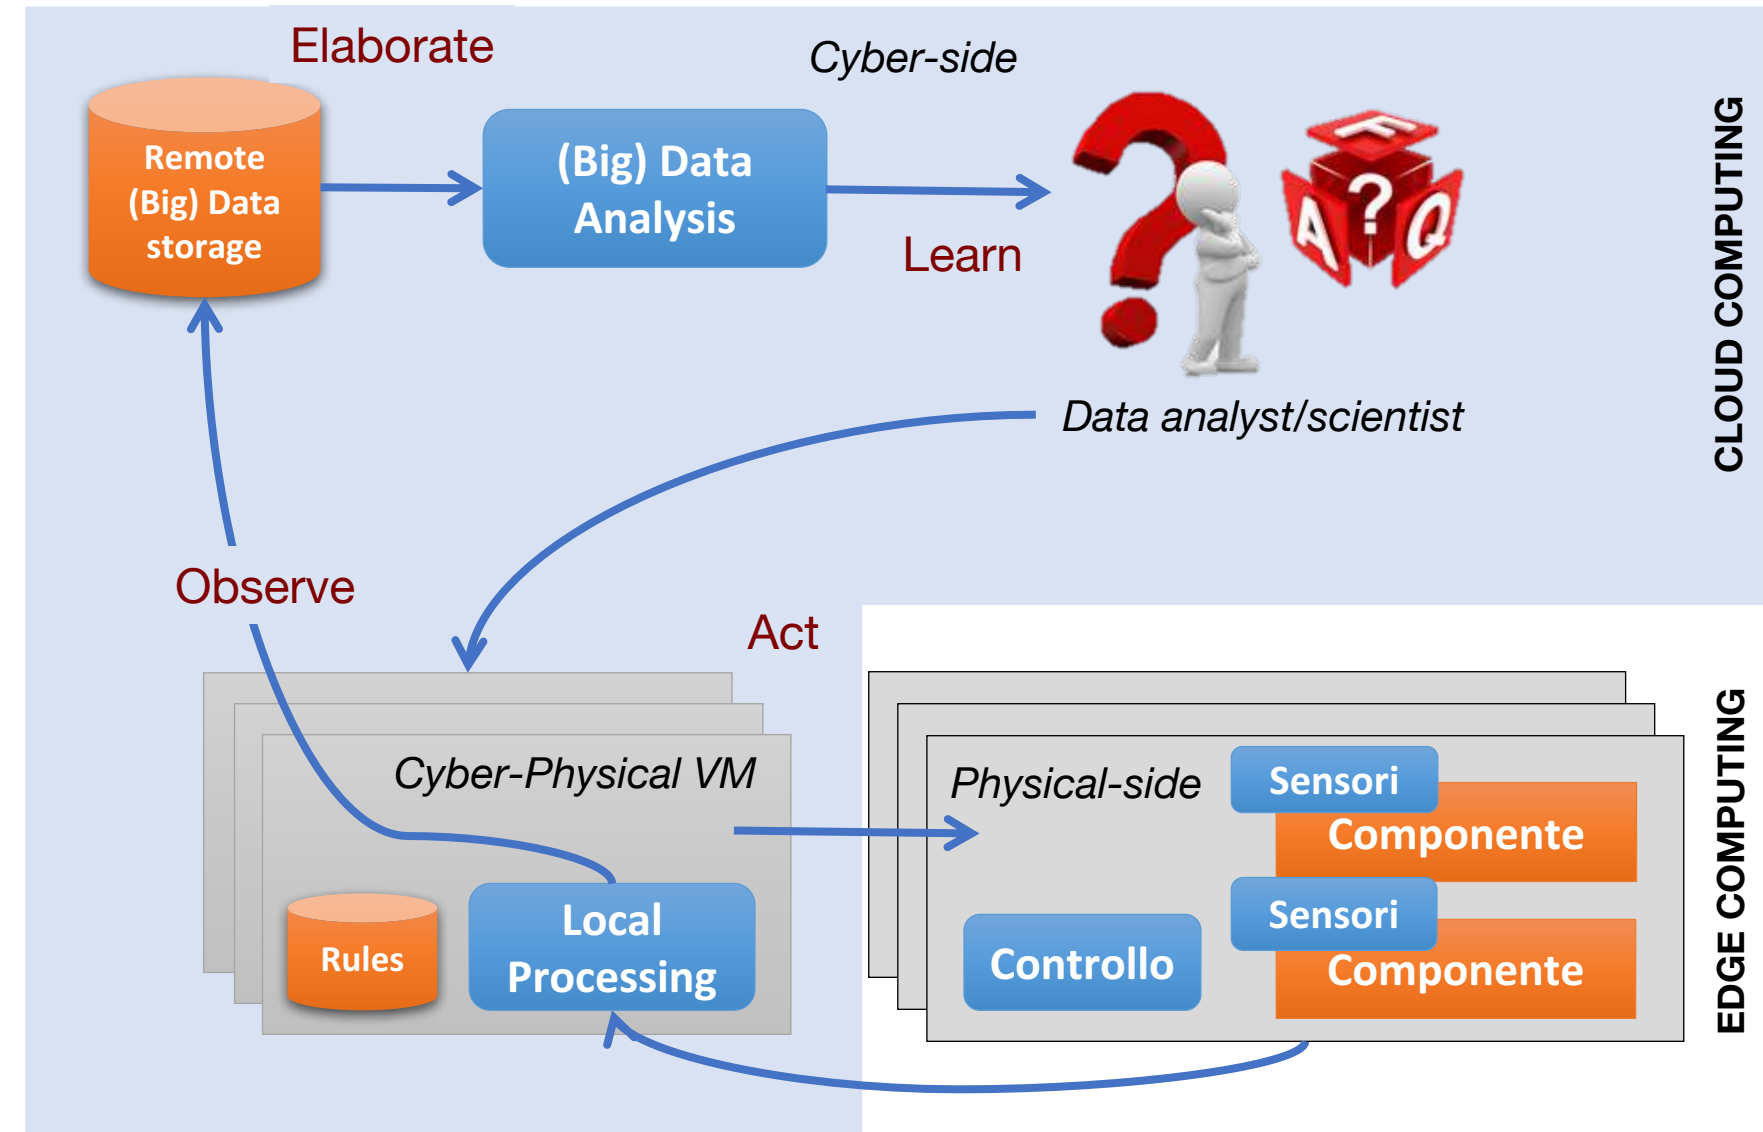 Elaborate
Cyber-side
Remote
(Big) Data
storage
(Big) Data
Analysis
Learn
F
A
?
Q
Data analyst/scientist
CLOUD COMPUTING
Observe
Act
Cyber-Physical VM
Rules
Local
Processing
Physical-side
Sensori
Componente
Sensori
Componente
Controllo
EDGE COMPUTING